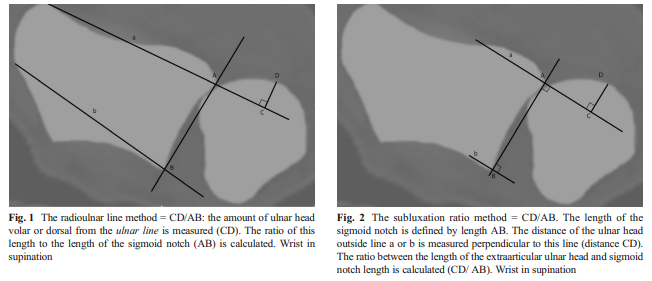 a
A
D
C
b
B
Fig. 1 The radioulnar line method = CD/AB: the amount of ulnar head
volar or dorsal from the ulnar line is measured (CD). The ratio of this
length to the length of the sigmoid notch (AB) is calculated. Wrist in
supination
a
A
D
C
b
B
Fig. 2 The subluxation ratio method = CD/AB. The length of the
sigmoid notch is defined by length AB. The distance of the ulnar head
outside line a or b is measured perpendicular to this line (distance CD).
The ratio between the length of the extraarticular ulnar head and sigmoid
notch length is calculated (CD/ AB). Wrist in supination